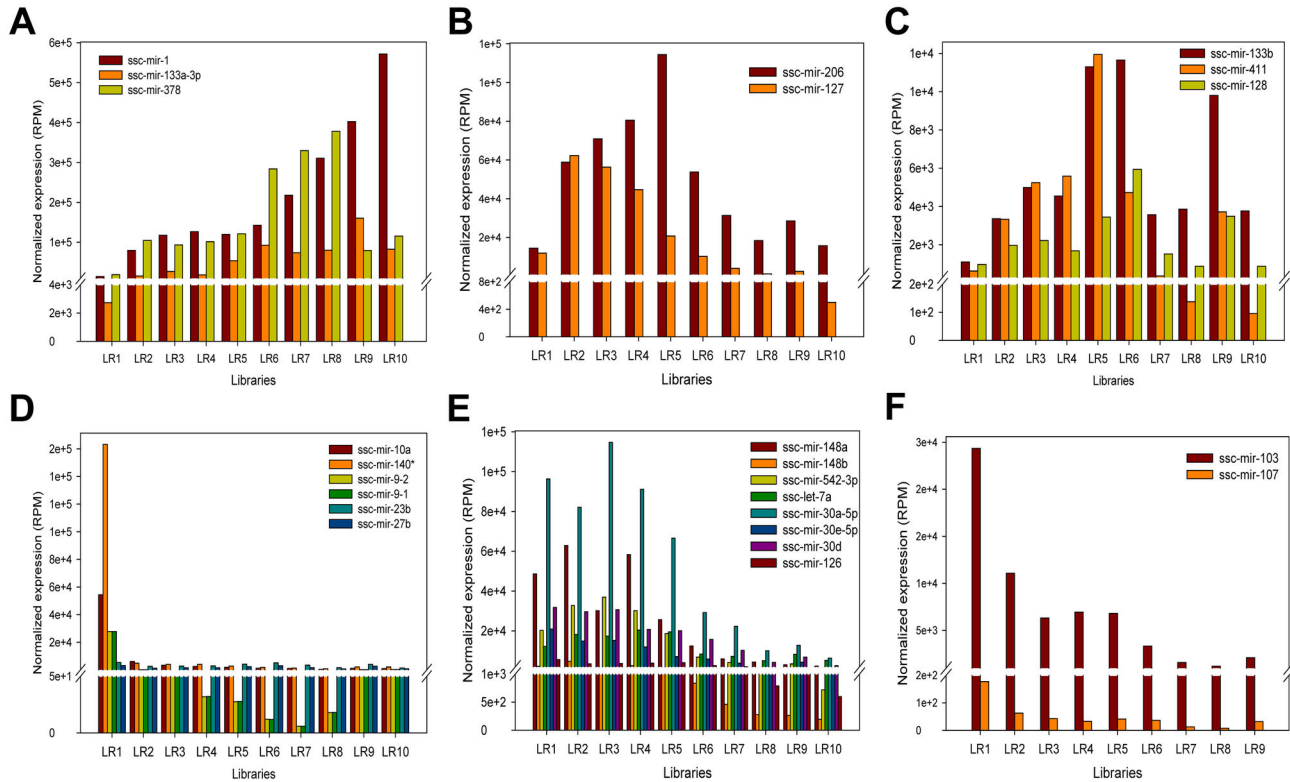 A
Normalized expression (RPM)
6e+5
5e+5
4e+5
3e+5
2e+5
1e+5
4e+3
2e+3
0
ssc-mir-1
ssc-mir-133a-3p
ssc-mir-378
LR1 LR2 LR3 LR4 LR5 LR6 LR7 LR8 LR9 LR10
Libraries
B
Normalized expression (RPM)
1e+5
8e+4
6e+4
4e+4
2e+4
8e+2
4e+2
0
ssc-mir-206
ssc-mir-127
LR1 LR2 LR3 LR4 LR5 LR6 LR7 LR8 LR9 LR10
Libraries
C
Normalized expression (RPM)
1e+4
1e+4
8e+3
6e+3
4e+3
2e+3
2e+2
1e+2
0
ssc-mir-133b
ssc-mir-411
ssc-mir-128
LR1 LR2 LR3 LR4 LR5 LR6 LR7 LR8 LR9 LR10
Libraries
D
Normalized expression (RPM)
2e+5
2e+5
1e+5
1e+5
1e+5
8e+4
6e+4
4e+4
2e+4
5e+1
0
ssc-mir-10a
ssc-mir-140*
ssc-mir-9-2
ssc-mir-9-1
ssc-mir-23b
ssc-mir-27b
LR1 LR2 LR3 LR4 LR5 LR6 LR7 LR8 LR9 LR10
Libraries
E
Normalized expression (RPM)
1e+5
1e+5
8e+4
6e+4
4e+4
2e+4
1e+3
5e+2
0
ssc-mir-148a
ssc-mir-148b
ssc-mir-542-3p
ssc-let-7a
ssc-mir-30a-5p
ssc-mir-30e-5p
ssc-mir-30d
ssc-mir-126
LR1 LR2 LR3 LR4 LR5 LR6 LR7 LR8 LR9 LR10
Libraries
F
Normalized expression (RPM)
3e+4
2e+4
2e+4
1e+4
5e+3
2e+2
1e+2
0
ssc-mir-103
ssc-mir-107
LR1 LR2 LR3 LR4 LR5 LR6 LR7 LR8 LR9
Libraries